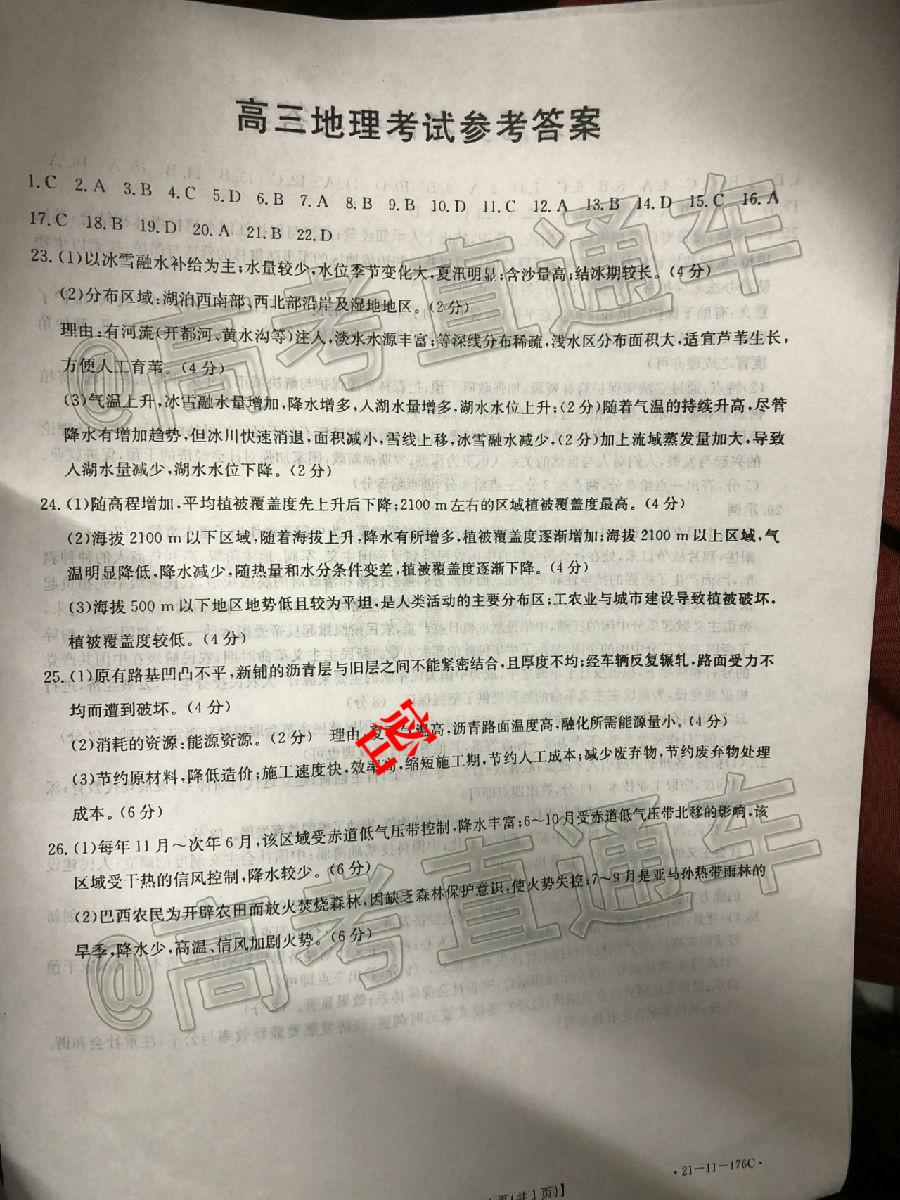 高三地理考试参考答案
1.C 2.A 3.B 4.C 5.D 6.B 7.A 8.B 9.B 10.D 11.C 12.A 13.B 14.D 15.C 16.A
17.C 18.B 19.D 20.A 21.B 22.D
23.(1)以冰雪融水补给为主;水量较少,水位季节变化大,夏汛明显;含沙量高;结冰期较长。(4分)
(2)分布区域:湖泊西南部、西北部沿岸及湿地地区。(2分)
理由:有河流(开都河、黄水沟等)注入,淡水水源丰富;等深线分布稀疏,浅水区分布面积大,适宜芦苇生长,
方便人工育苇。(4分)
(3)气温上升,冰雪融水量增加,降水增多,入湖水量增多,湖水水位上升;(2分)随着气温的持续升高,尽管
降水有增加趋势,但冰川快速消退,面积减小,雪线上移,冰雪融水减少,(2分)加上流域蒸发量加大,导致
入湖水量减少,湖水水位下降。(2分)
24.(1)随高程增加,平均植被覆盖度先上升后下降;2100 m左右的区域植被覆盖度最高。(4分)
(2)海拔 2100 m 以下区域,随着海拔上升,降水有所增多,植被覆盖度逐渐增加;海拔 2100 m 以上区域,气
温明显降低,降水减少,随热量和水分条件变差,植被覆盖度逐渐下降。(4分)
(3)海拔 500 m 以下地区地势低且较为平坦,是人类活动的主要分布区;工农业与城市建设导致植被破坏,
植被覆盖度较低。(4分)
25.(1)原有路基凹凸不平,新铺的沥青层与旧层之间不能紧密结合,且厚度不均;经车辆反复辗轧,路面受力不
均而遭到破坏。(4分)
(2)消耗的资源:能源资源。(2分) 理由:夏季气温高,沥青路面温度高,融化所需能源量小。(4分)
密
(3)节约原材料,降低造价;施工速度快,效率高,缩短施工期,节约人工成本;减少废弃物,节约废弃物处理
成本。(6分)
26.(1)每年11月~次年6月,该区域受赤道低气压带控制,降水丰富;6~10月受赤道低气压带北移的影响,该
区域受干热的信风控制,降水较少。(6分)
(2)巴西农民为开辟农田而放火焚烧森林,因缺乏森林保护意识,使火势失控;7~9月是亚马孙热带雨林的
旱季,降水少,高温、信风加剧火势。(6分)
@高考直通车
@高考直通车
页(共1页)】
·21-11-176C·